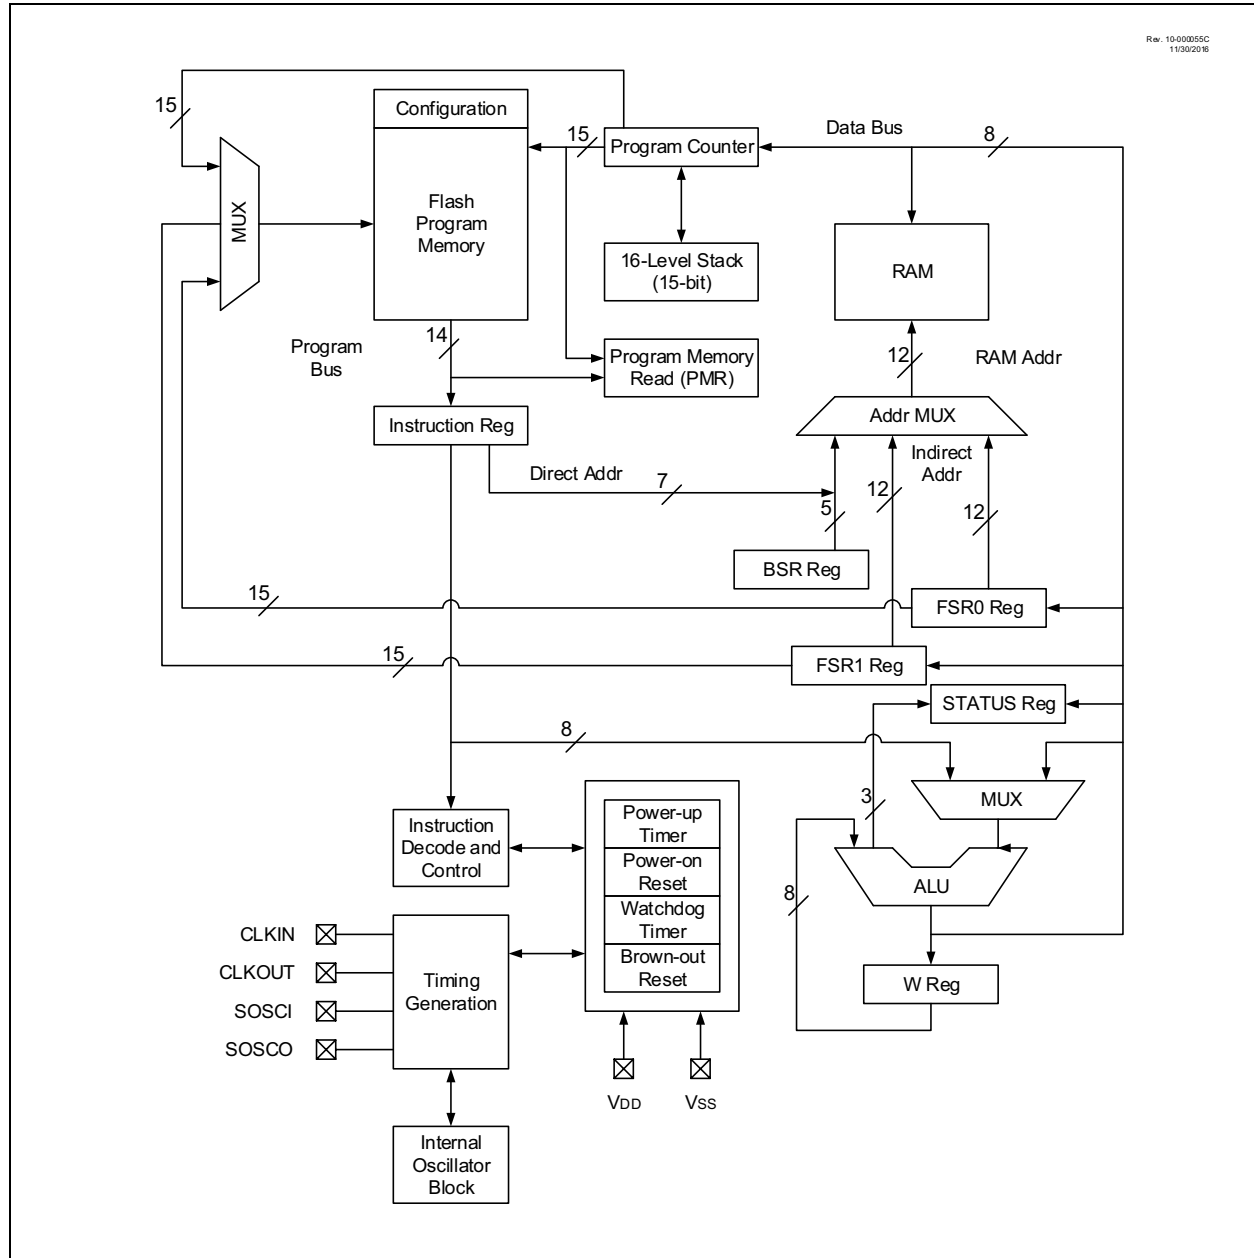 Rev. 10-000055C
11/30/2016
15
Configuration
15
Program Counter
Data Bus
8
MUX
Flash
Program
Memory
16-Level Stack
(15-bit)
RAM
Program
Bus
14
Program Memory
Read (PMR)
12
RAM Addr
Instruction Reg
Addr MUX
Direct Addr
7
Indirect
Addr
12
5
12
BSR Reg
15
FSR0 Reg
15
FSR1 Reg
STATUS Reg
8
3
MUX
Instruction
Decode and
Control
Power-up
Timer
Power-on
Reset
Watchdog
Timer
Brown-out
Reset
8
ALU
W Reg
CLKIN
CLKOUT
SOSCI
SOSCO
Timing
Generation
VDD
VSS
Internal
Oscillator
Block